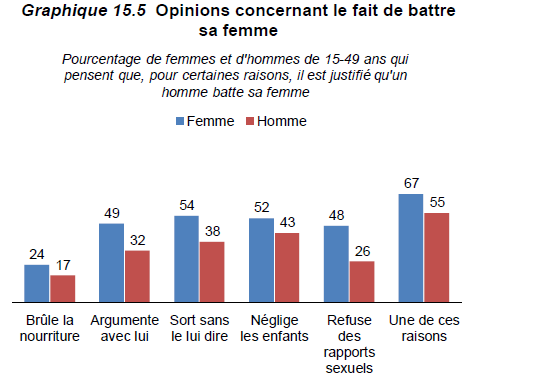 Graphique 15.5 Opinions concernant le fait de battre
sa femme
Pourcentage de femmes et d'hommes de 15-49 ans qui
pensent que, pour certaines raisons, il est justifié qu'un
homme batte sa femme
Femme Homme
24 17 49 32 54 38 52 43 48 26 67 55
Brûle la
nourriture
Argumente
avec lui
Sort sans
le lui dire
Néglige
les enfants
Refuse
des
rapports
sexuels
Une de ces
raisons